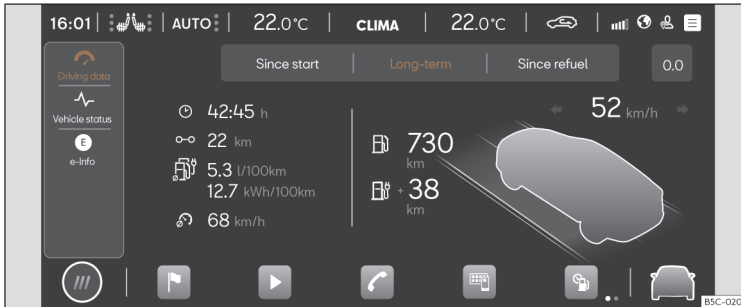 16:01 AUTO 22.0°C CLIMA 22.0°C
Since start Long-term Since refuel 0.0
Driving data
Vehicle status
E
e-Info
42:45 h
22 km
5.3 l/100km
12.7 kWh/100km
68 km/h
730
km
+ 38
km
52 km/h
B5C-020